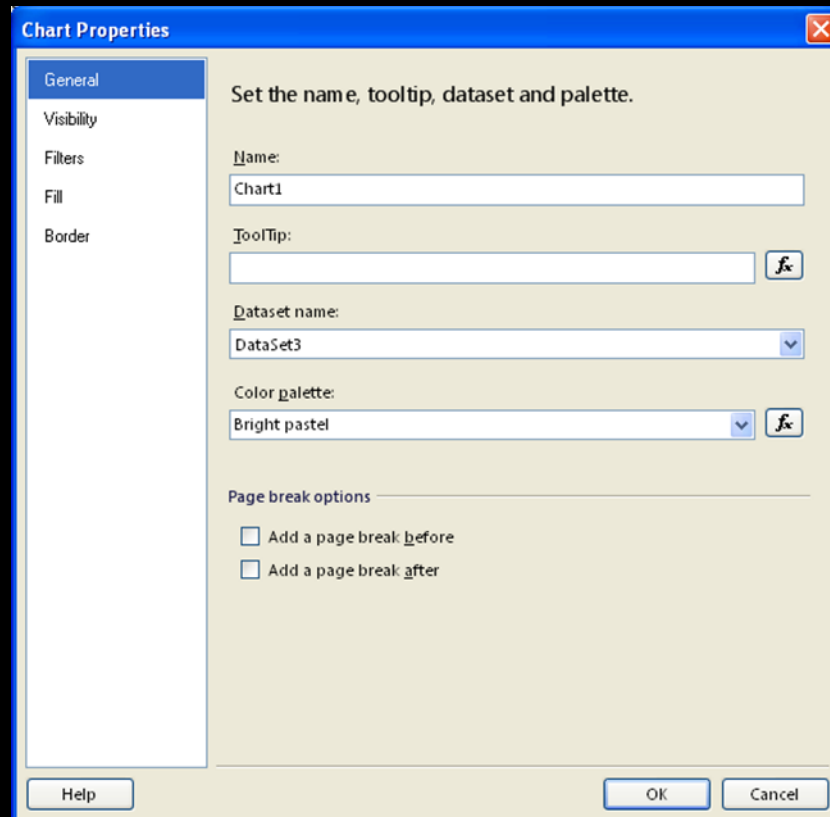 Chart Properties
General
Visibility
Filters
Fill
Border
Set the name, tooltip, dataset and palette.
Name:
Chart1
ToolTip:
fx
Dataset name:
DataSet3
Color palette:
Bright pastel
fx
Page break options
Add a page break before
Add a page break after
Help
OK
Cancel